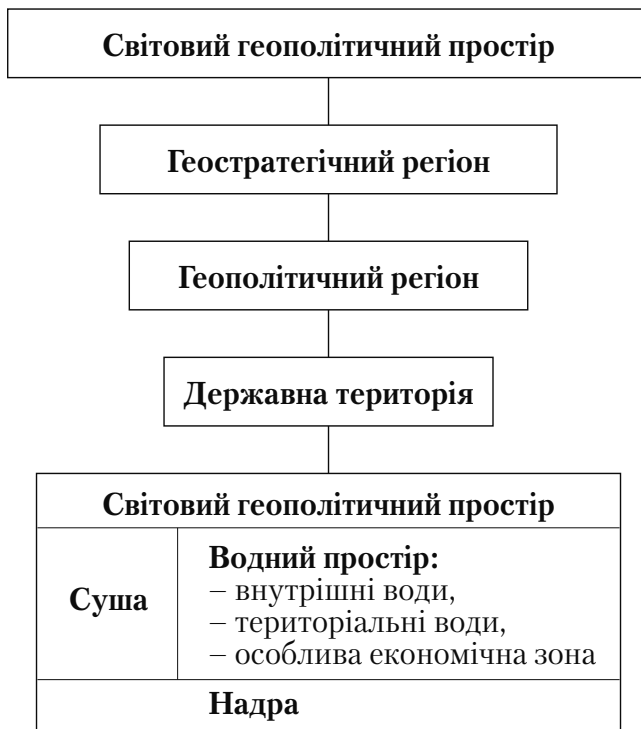 Світовий геополітичний простір
Геостратегічний регіон
Геополітичний регіон
Державна територія
Світовий геополітичний простір
Суша
Водний простір:
– внутрішні води,
– територіальні води,
– особлива економічна зона
Надра